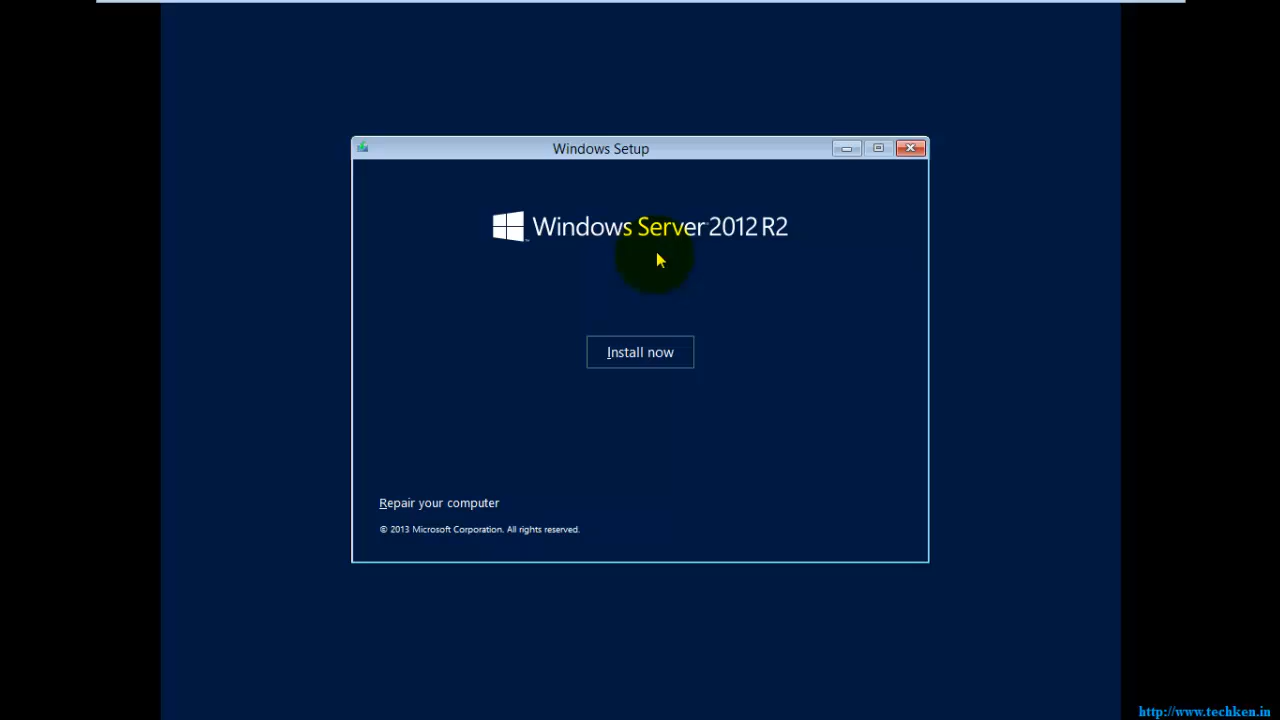 Windows Setup
Windows Server 2012 R2
Install now
Repair your computer
© 2013 Microsoft Corporation. All rights reserved.
http://www.techken.in